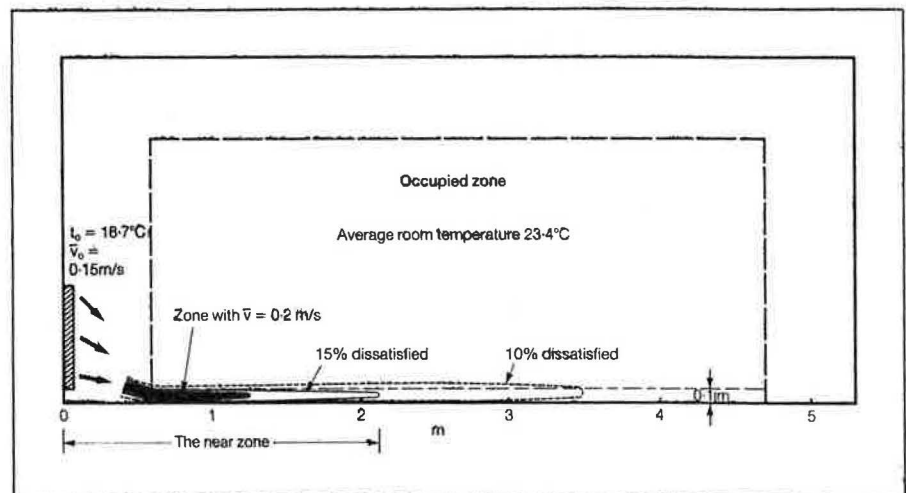 Occupied zone
Average room temperature 23·4°C
t₀ = 18·7°C
v̄₀ =
0·15m/s
Zone with v̄ = 0·2 m/s
15% dissatisfied
10% dissatisfied
0·1m
0 1 2 3 4 5
m
The near zone